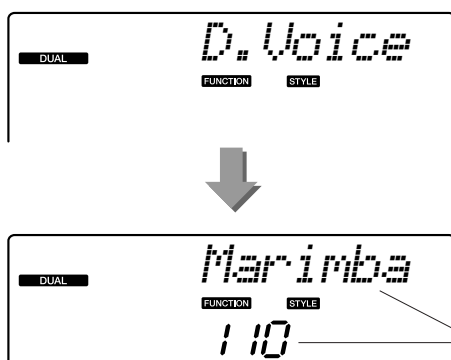 D.Voice
DUAL
FUNCTION STYLE
Marimba
DUAL
FUNCTION STYLE
110